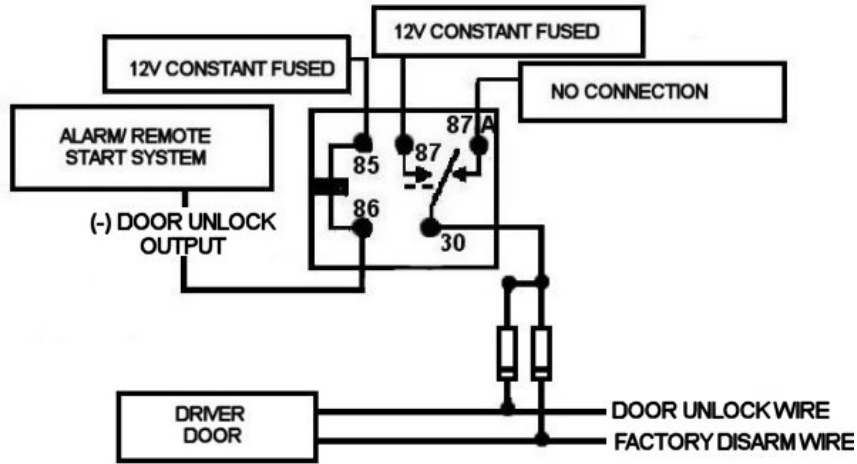 12V CONSTANT FUSED
12V CONSTANT FUSED
NO CONNECTION
ALARM/ REMOTE
START SYSTEM
87 A
85
87
86
30
(-) DOOR UNLOCK
OUTPUT
DRIVER
DOOR
DOOR UNLOCK WIRE
FACTORY DISARM WIRE